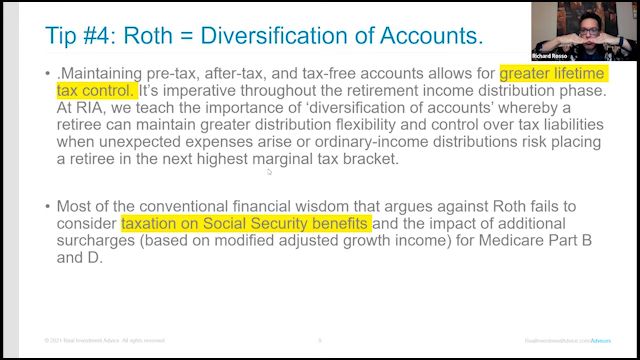 Tip #4: Roth = Diversification of Accounts.
Richard Rosso
• .Maintaining pre-tax, after-tax, and tax-free accounts allows for greater lifetime
tax control. It's imperative throughout the retirement income distribution phase.
At RIA, we teach the importance of 'diversification of accounts' whereby a
retiree can maintain greater distribution flexibility and control over tax liabilities
when unexpected expenses arise or ordinary-income distributions risk placing
a retiree in the next highest marginal tax bracket.
• Most of the conventional financial wisdom that argues against Roth fails to
consider taxation on Social Security benefits and the impact of additional
surcharges (based on modified adjusted growth income) for Medicare Part B
and D.
© 2021 Real Investment Advice. All rights reserved.
RealInvestmentAdvice.com/Advisors